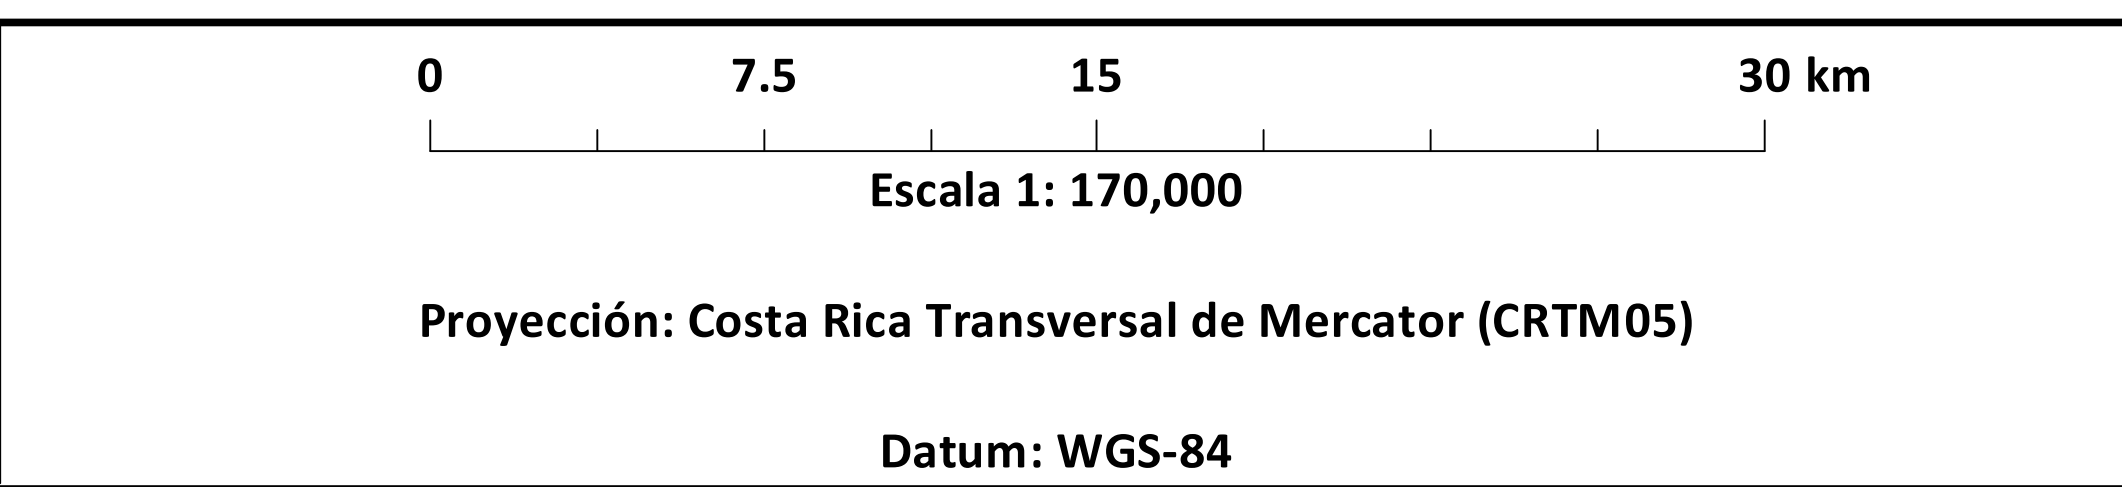 0 7.5 15 30 km
Escala 1: 170,000
Proyección: Costa Rica Transversal de Mercator (CRTM05)
Datum: WGS-84